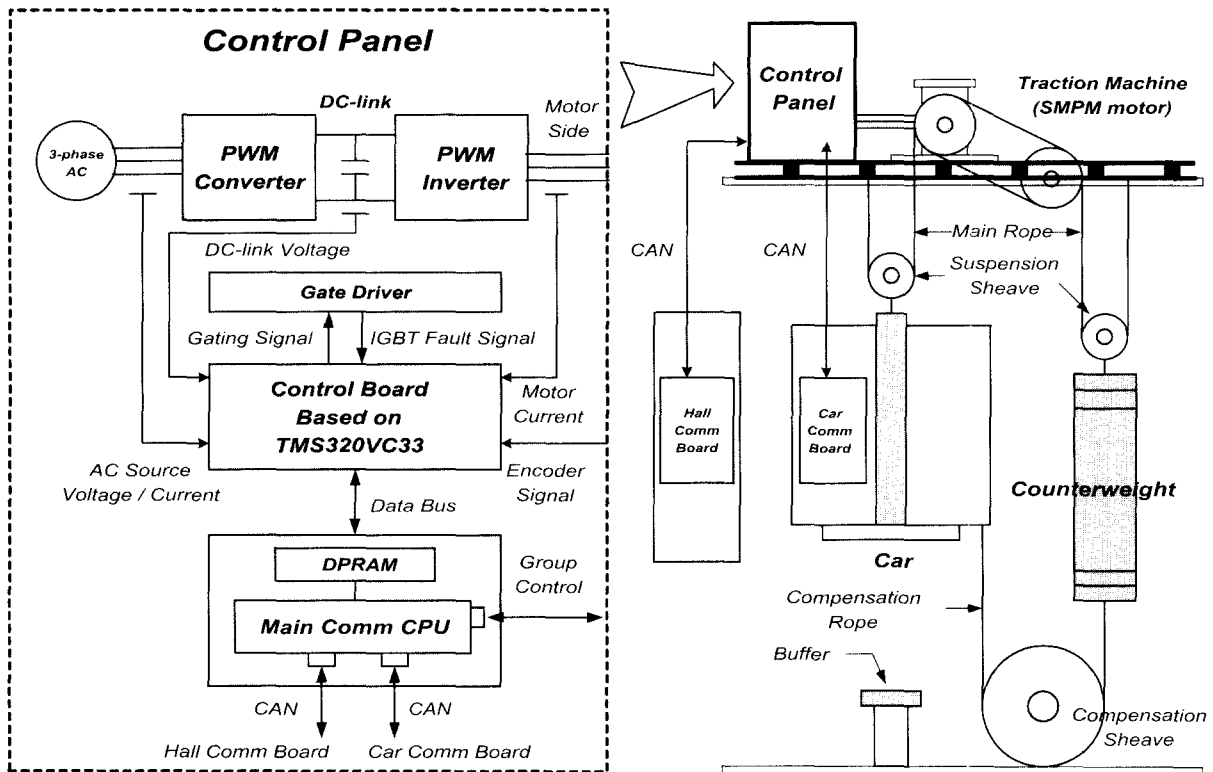 Control Panel
DC-link
Motor
Side
3-phase
AC
PWM
Converter
PWM
Inverter
DC-link Voltage
Gate Driver
Gating Signal
IGBT Fault Signal
Control Board
Based on
TMS320VC33
Motor
Current
AC Source
Voltage / Current
Encoder
Signal
Data Bus
DPRAM
Group
Control
Main Comm CPU
CAN
CAN
Hall Comm Board
Car Comm Board
Control
Panel
Traction Machine
(SMPM motor)
CAN
CAN
Main Rope
Suspension
Sheave
Hall
Comm
Board
Car
Comm
Board
Counterweight
Car
Compensation
Rope
Buffer
Compensation
Sheave